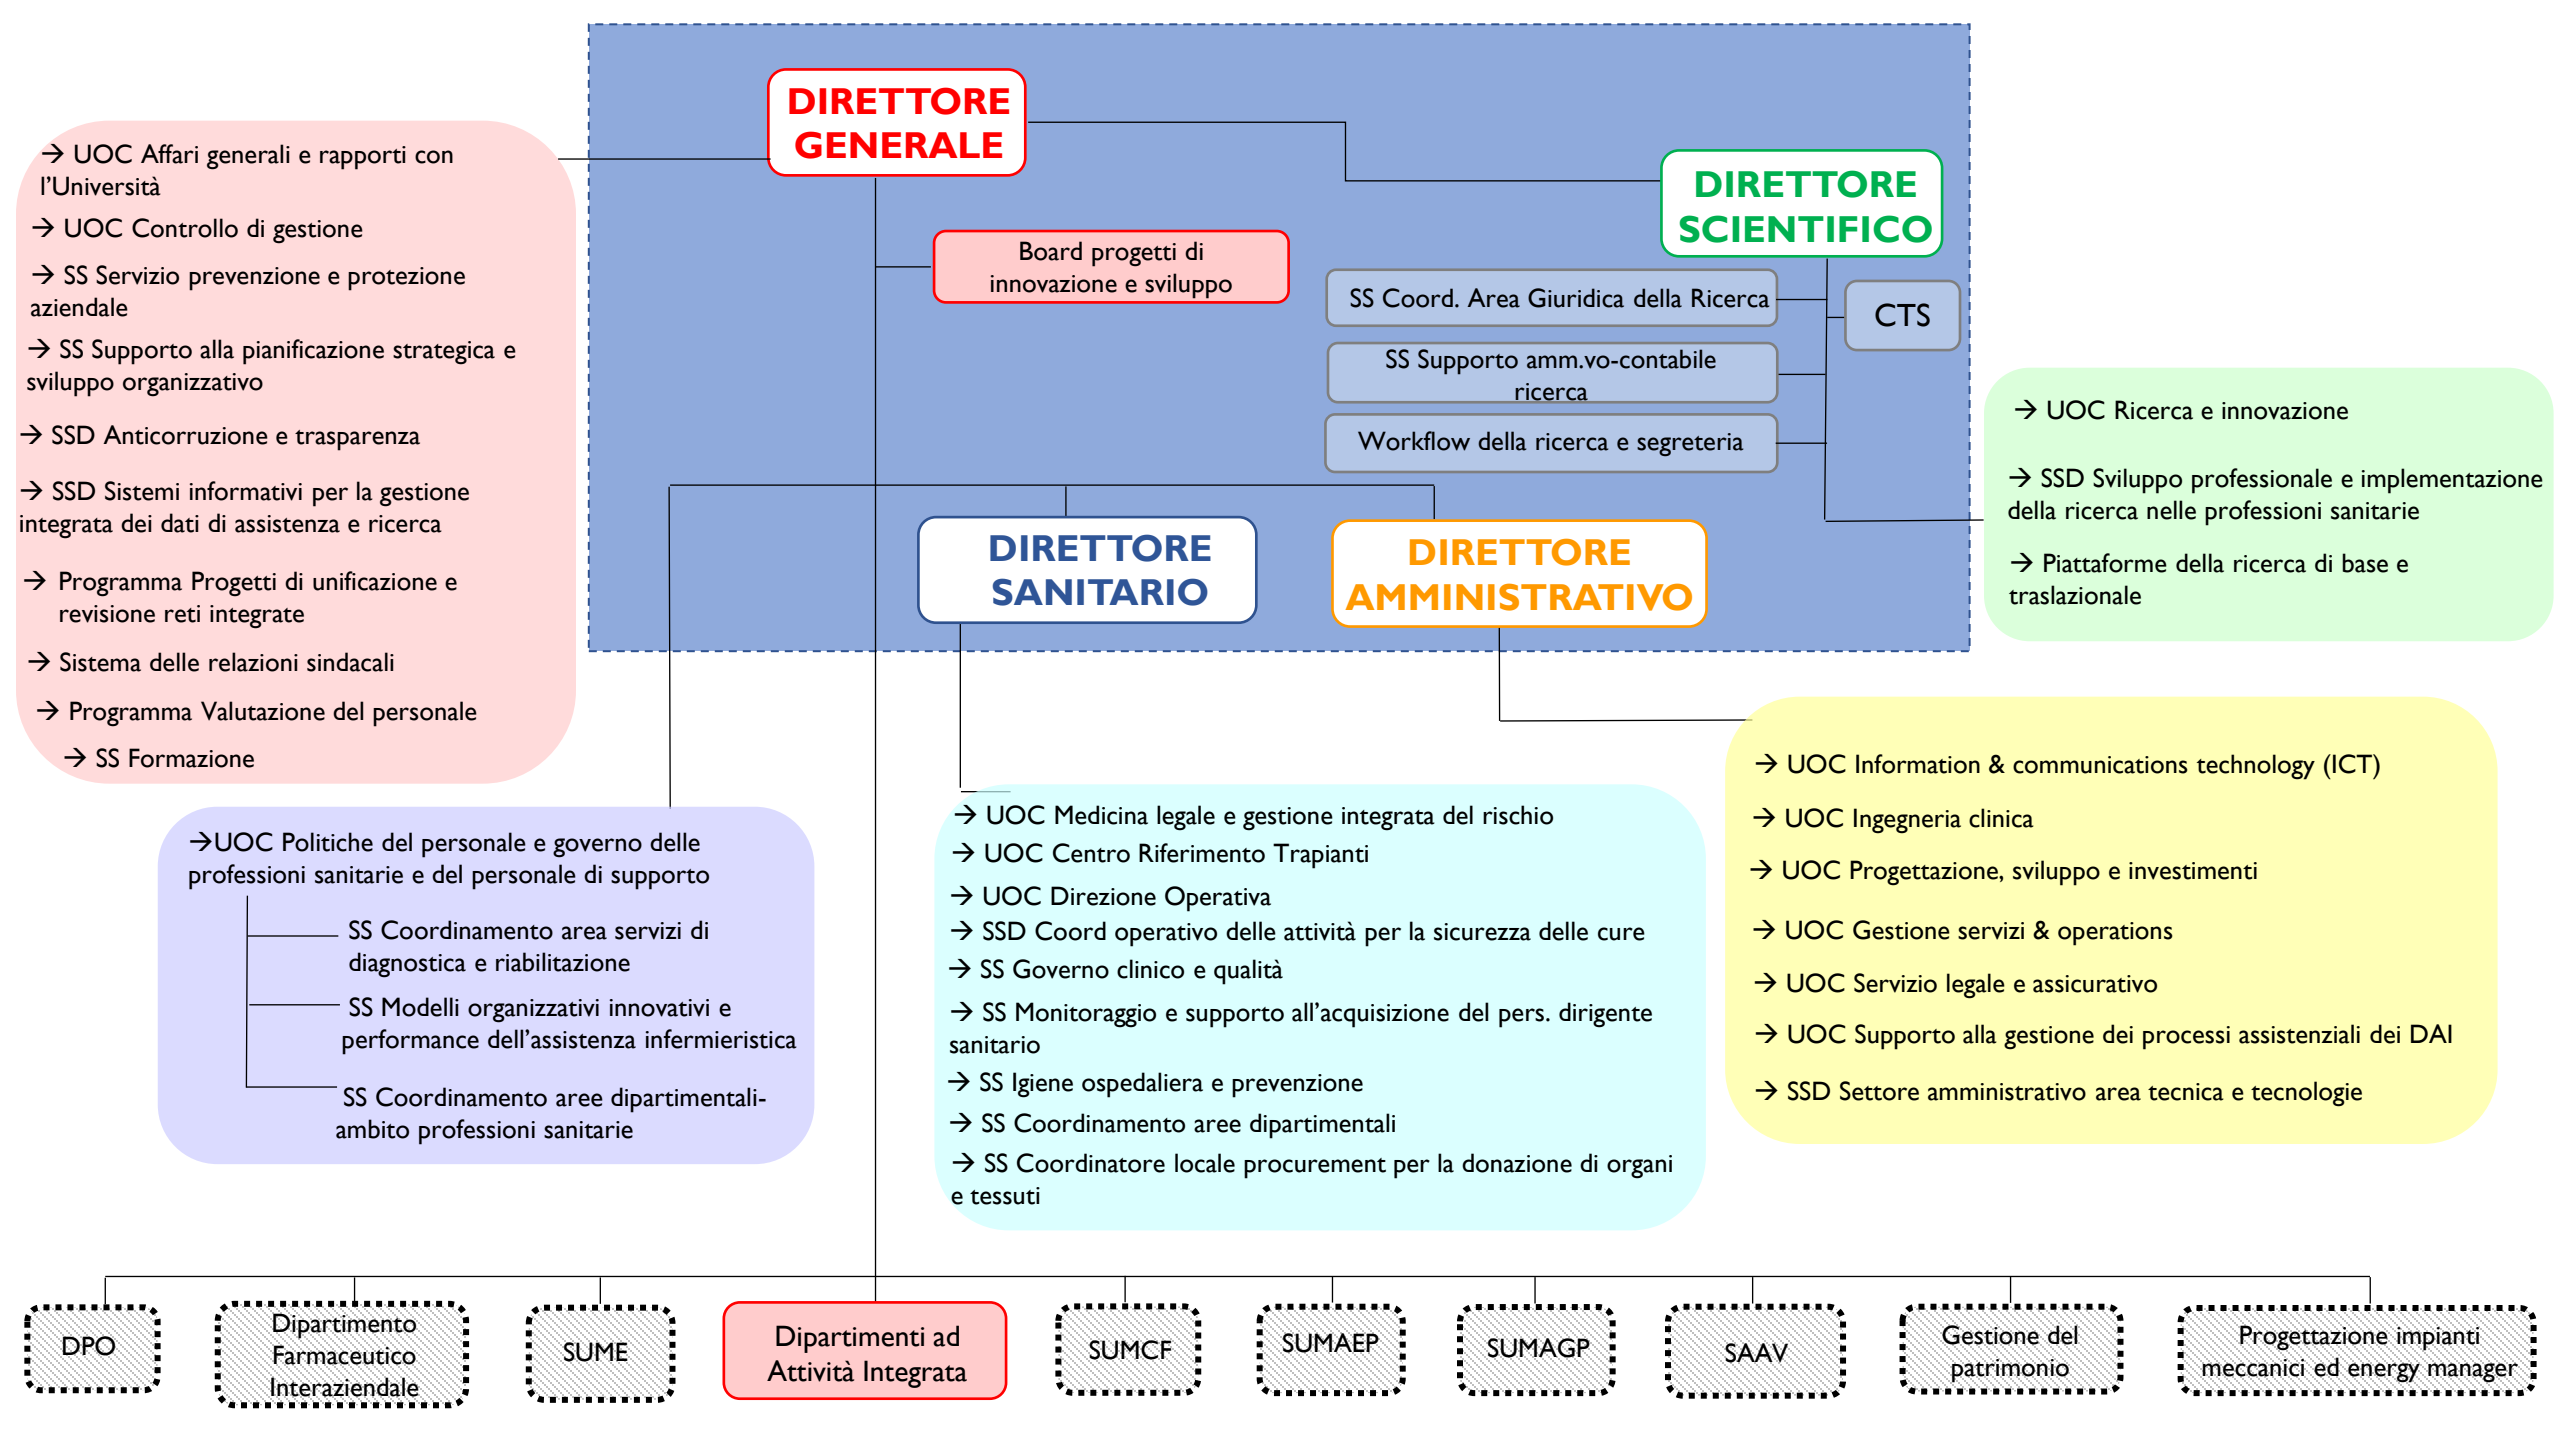 DIRETTORE
GENERALE
DIRETTORE
SCIENTIFICO
Board progetti di
innovazione e sviluppo
SS Coord. Area Giuridica della Ricerca
CTS
SS Supporto amm.vo-contabile
ricerca
Workflow della ricerca e segreteria
DIRETTORE
SANITARIO
DIRETTORE
AMMINISTRATIVO
→ UOC Affari generali e rapporti con
l'Università
→ UOC Controllo di gestione
→ SS Servizio prevenzione e protezione
aziendale
→ SS Supporto alla pianificazione strategica e
sviluppo organizzativo
→ SSD Anticorruzione e trasparenza
→ SSD Sistemi informativi per la gestione
integrata dei dati di assistenza e ricerca
→ Programma Progetti di unificazione e
revisione reti integrate
→ Sistema delle relazioni sindacali
→ Programma Valutazione del personale
→ SS Formazione
→ UOC Ricerca e innovazione
→ SSD Sviluppo professionale e implementazione
della ricerca nelle professioni sanitarie
→ Piattaforme della ricerca di base e
traslazionale
→UOC Politiche del personale e governo delle
professioni sanitarie e del personale di supporto
SS Coordinamento area servizi di
diagnostica e riabilitazione
SS Modelli organizzativi innovativi e
performance dell'assistenza infermieristica
SS Coordinamento aree dipartimentali-
ambito professioni sanitarie
→ UOC Medicina legale e gestione integrata del rischio
→ UOC Centro Riferimento Trapianti
→ UOC Direzione Operativa
→ SSD Coord operativo delle attività per la sicurezza delle cure
→ SS Governo clinico e qualità
→ SS Monitoraggio e supporto all'acquisizione del pers. dirigente
sanitario
→ SS Igiene ospedaliera e prevenzione
→ SS Coordinamento aree dipartimentali
→ SS Coordinatore locale procurement per la donazione di organi
e tessuti
→ UOC Information & communications technology (ICT)
→ UOC Ingegneria clinica
→ UOC Progettazione, sviluppo e investimenti
→ UOC Gestione servizi & operations
→ UOC Servizio legale e assicurativo
→ UOC Supporto alla gestione dei processi assistenziali dei DAI
→ SSD Settore amministrativo area tecnica e tecnologie
DPO
Dipartimento
Farmaceutico
Interaziendale
SUME
Dipartimenti ad
Attività Integrata
SUMCF
SUMAEP
SUMAGP
SAAV
Gestione del
patrimonio
Progettazione impianti
meccanici ed energy manager